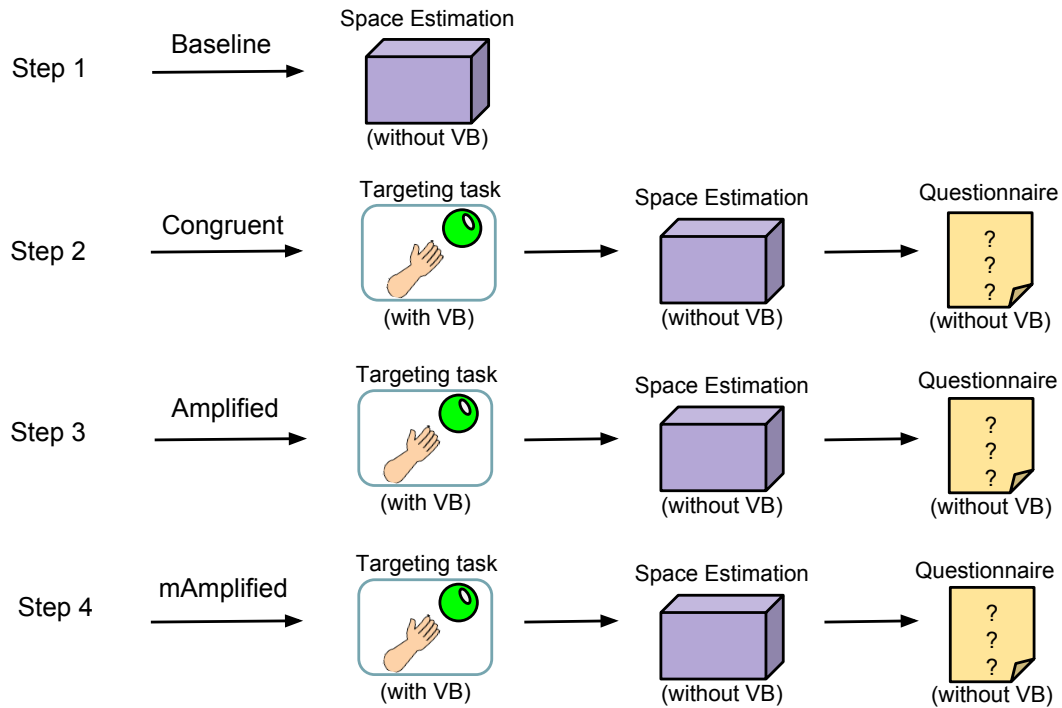 Space Estimation
Step 1
Baseline
(without VB)
Targeting task
Space Estimation
Questionnaire
Step 2
Congruent
?
?
?
(with VB)
(without VB)
(without VB)
Targeting task
Space Estimation
Questionnaire
Step 3
Amplified
?
?
?
(with VB)
(without VB)
(without VB)
Targeting task
Space Estimation
Questionnaire
Step 4
mAmplified
?
?
?
(with VB)
(without VB)
(without VB)